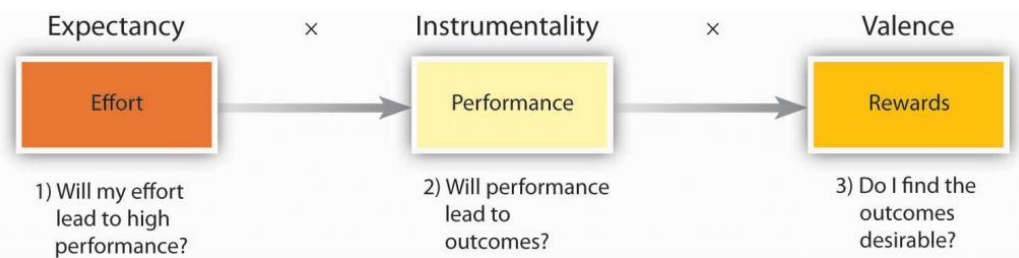 Expectancy × Instrumentality × Valence
Effort
Performance
Rewards
1) Will my effort
lead to high
performance?
2) Will performance
lead to
outcomes?
3) Do I find the
outcomes
desirable?